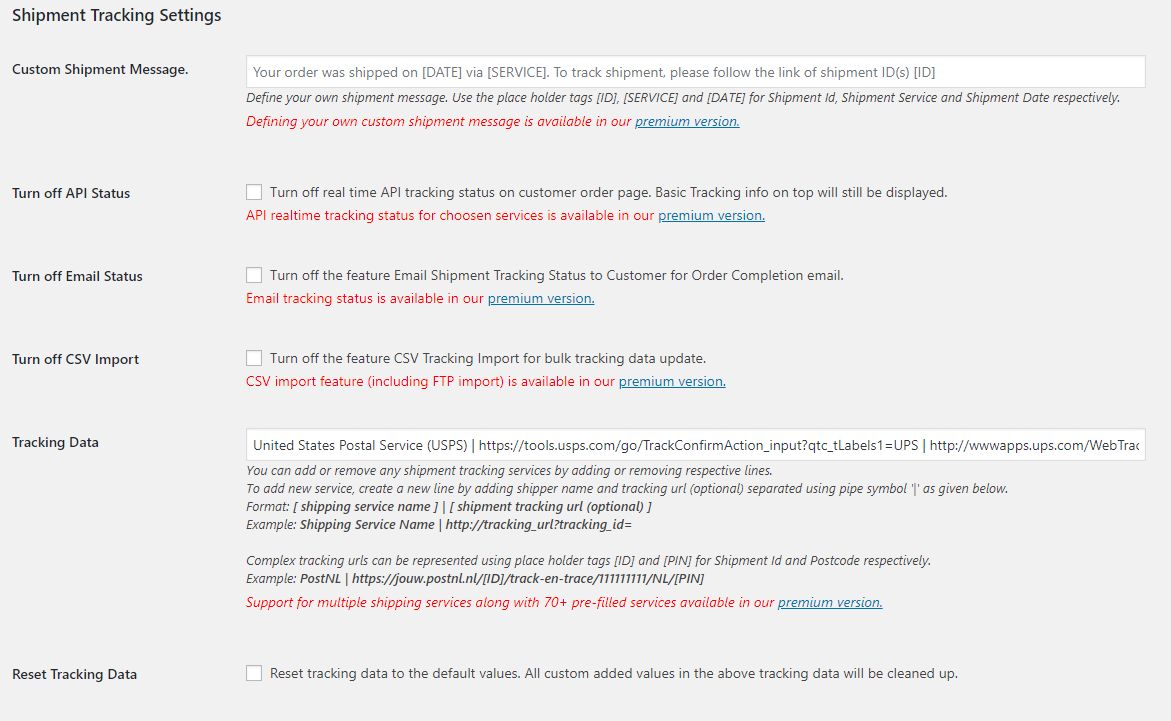 Shipment Tracking Settings
Custom Shipment Message.
Your order was shipped on [DATE] via [SERVICE]. To track shipment, please follow the link of shipment ID(s) [ID]
Define your own shipment message. Use the place holder tags [ID], [SERVICE] and [DATE] for Shipment Id, Shipment Service and Shipment Date respectively.
Defining your own custom shipment message is available in our premium version.
Turn off API Status
Turn off real time API tracking status on customer order page. Basic Tracking info on top will still be displayed.
API realtime tracking status for choosen services is available in our premium version.
Turn off Email Status
Turn off the feature Email Shipment Tracking Status to Customer for Order Completion email.
Email tracking status is available in our premium version.
Turn off CSV Import
Turn off the feature CSV Tracking Import for bulk tracking data update.
CSV import feature (including FTP import) is available in our premium version.
Tracking Data
United States Postal Service (USPS) | https://tools.usps.com/go/TrackConfirmAction_input?qtc_tLabels1=UPS | http://wwwapps.ups.com/WebTrac
You can add or remove any shipment tracking services by adding or removing respective lines.
To add new service, create a new line by adding shipper name and tracking url (optional) separated using pipe symbol '|' as given below.
Format: [ shipping service name ] | [ shipment tracking url (optional) ]
Example: Shipping Service Name | http://tracking_url?tracking_id=
Complex tracking urls can be represented using place holder tags [ID] and [PIN] for Shipment Id and Postcode respectively.
Example: PostNL | https://jouw.postnl.nl/[ID]/track-en-trace/111111111/NL/[PIN]
Support for multiple shipping services along with 70+ pre-filled services available in our premium version.
Reset Tracking Data
Reset tracking data to the default values. All custom added values in the above tracking data will be cleaned up.